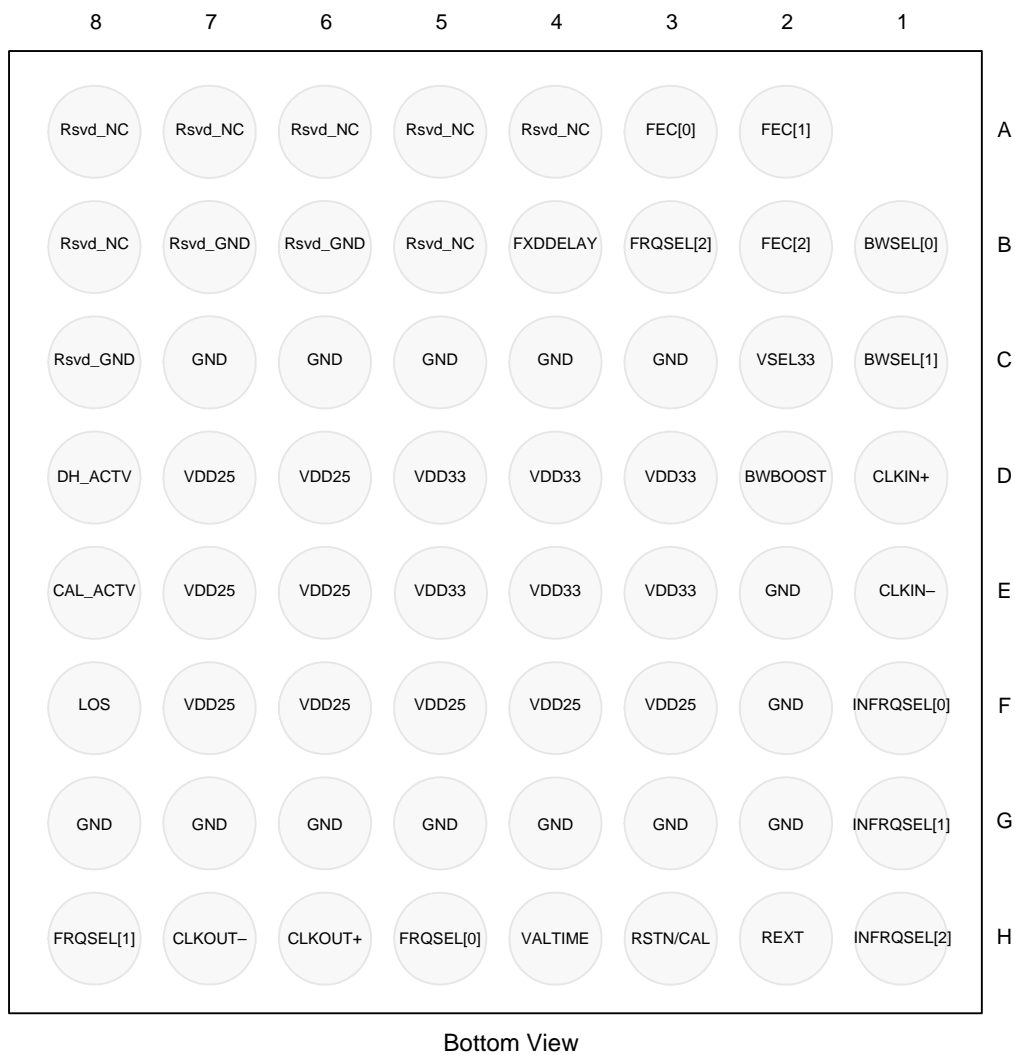 8 7 6 5 4 3 2 1
Rsvd_NC Rsvd_NC Rsvd_NC Rsvd_NC Rsvd_NC FEC[0] FEC[1] A
Rsvd_NC Rsvd_GND Rsvd_GND Rsvd_NC FXDDELAY FRQSEL[2] FEC[2] BWSEL[0] B
Rsvd_GND GND GND GND GND GND VSEL33 BWSEL[1] C
DH_ACTV VDD25 VDD25 VDD33 VDD33 VDD33 BWBOOST CLKIN+ D
CAL_ACTV VDD25 VDD25 VDD33 VDD33 VDD33 GND CLKIN– E
LOS VDD25 VDD25 VDD25 VDD25 VDD25 GND INFRQSEL[0] F
GND GND GND GND GND GND GND INFRQSEL[1] G
FRQSEL[1] CLKOUT– CLKOUT+ FRQSEL[0] VALTIME RSTN/CAL REXT INFRQSEL[2] H
Bottom View